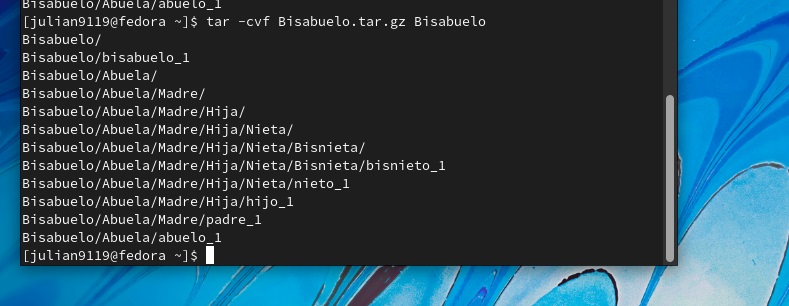 Bisabuelo/Abuela/abuelo_1
[julian9119@fedora ~]$ tar -cvf Bisabuelo.tar.gz Bisabuelo
Bisabuelo/
Bisabuelo/bisabuelo_1
Bisabuelo/Abuela/
Bisabuelo/Abuela/Madre/
Bisabuelo/Abuela/Madre/Hija/
Bisabuelo/Abuela/Madre/Hija/Nieta/
Bisabuelo/Abuela/Madre/Hija/Nieta/Bisnieta/
Bisabuelo/Abuela/Madre/Hija/Nieta/Bisnieta/bisnieto_1
Bisabuelo/Abuela/Madre/Hija/Nieta/nieto_1
Bisabuelo/Abuela/Madre/Hija/hijo_1
Bisabuelo/Abuela/Madre/padre_1
Bisabuelo/Abuela/abuelo_1
[julian9119@fedora ~]$